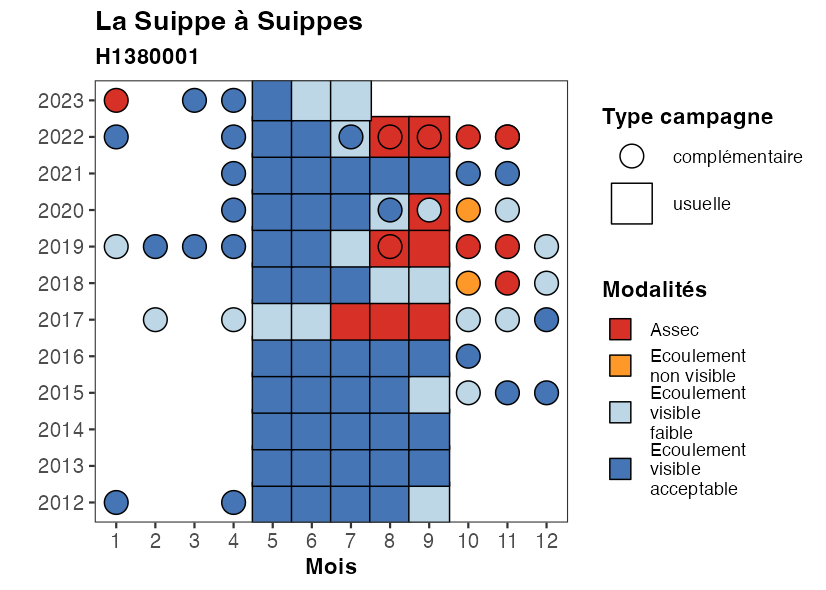 La Suippe à Suippes
H1380001
2023
2022
2021
2020
2019
2018
2017
2016
2015
2014
2013
2012
1 2 3 4 5 6 7 8 9 10 11 12
Mois
Type campagne
complémentaire
usuelle
Modalités
Assec
Ecoulement
non visible
Ecoulement
visible
faible
Ecoulement
visible
acceptable